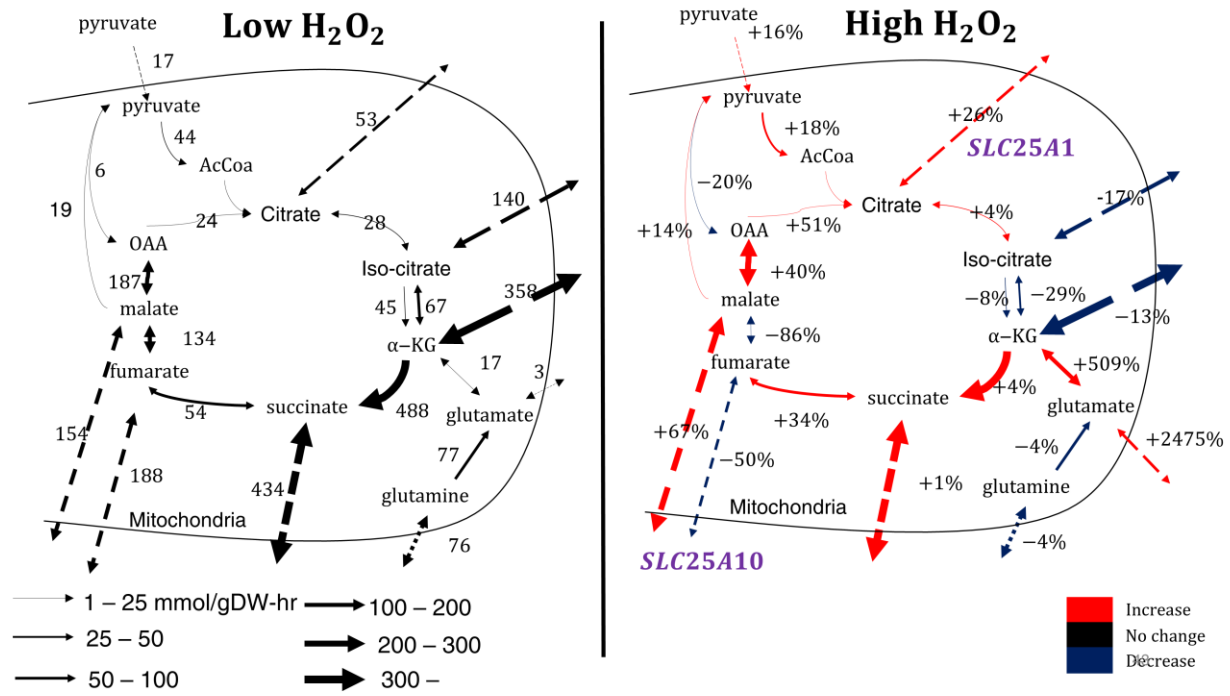 Low H₂O₂
pyruvate
17
pyruvate
44
AcCoa
53
6
19
24
Citrate
140
28
OAA
187
Iso-citrate
45
67
358
malate
134
α–KG
17
3
fumarate
54
succinate
488
glutamate
154
188
77
434
glutamine
Mitochondria
76
1 – 25 mmol/gDW-hr
25 – 50
50 – 100
100 – 200
200 – 300
300 –
High H₂O₂
pyruvate
+16%
pyruvate
+18%
AcCoa
+26%
SLC25A1
−20%
+14%
+51%
Citrate
-17%
+4%
OAA
+40%
Iso-citrate
−8%
−29%
−13%
malate
−86%
α–KG
+509%
fumarate
+34%
succinate
+4%
glutamate
+2475%
+67%
−50%
−4%
+1%
glutamine
Mitochondria
−4%
SLC25A10
Increase
No change
Decrease